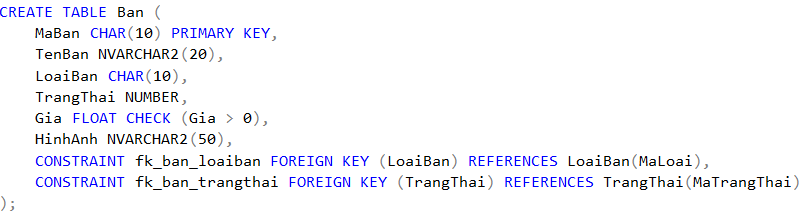 CREATE TABLE Ban (
    MaBan CHAR(10) PRIMARY KEY,
    TenBan NVARCHAR2(20),
    LoaiBan CHAR(10),
    TrangThai NUMBER,
    Gia FLOAT CHECK (Gia > 0),
    HinhAnh NVARCHAR2(50),
    CONSTRAINT fk_ban_loaiban FOREIGN KEY (LoaiBan) REFERENCES LoaiBan(MaLoai),
    CONSTRAINT fk_ban_trangthai FOREIGN KEY (TrangThai) REFERENCES TrangThai(MaTrangThai)
);